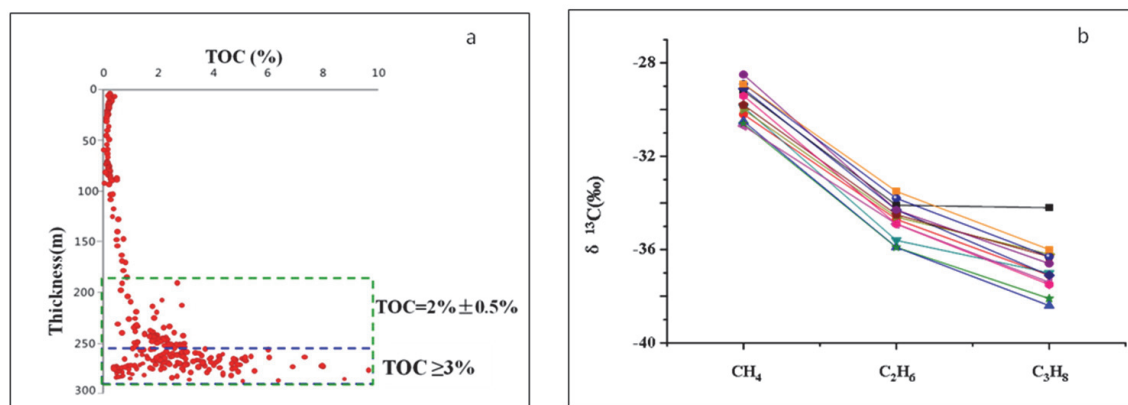 a
TOC (%)
0 2 4 6 8 10
0
50
100
150
200
250
300
Thickness(m)
TOC=2%±0.5%
TOC ≥3%
b
-28
-32
-36
-40
δ ¹³C(‰)
CH₄ C₂H₆ C₃H₈